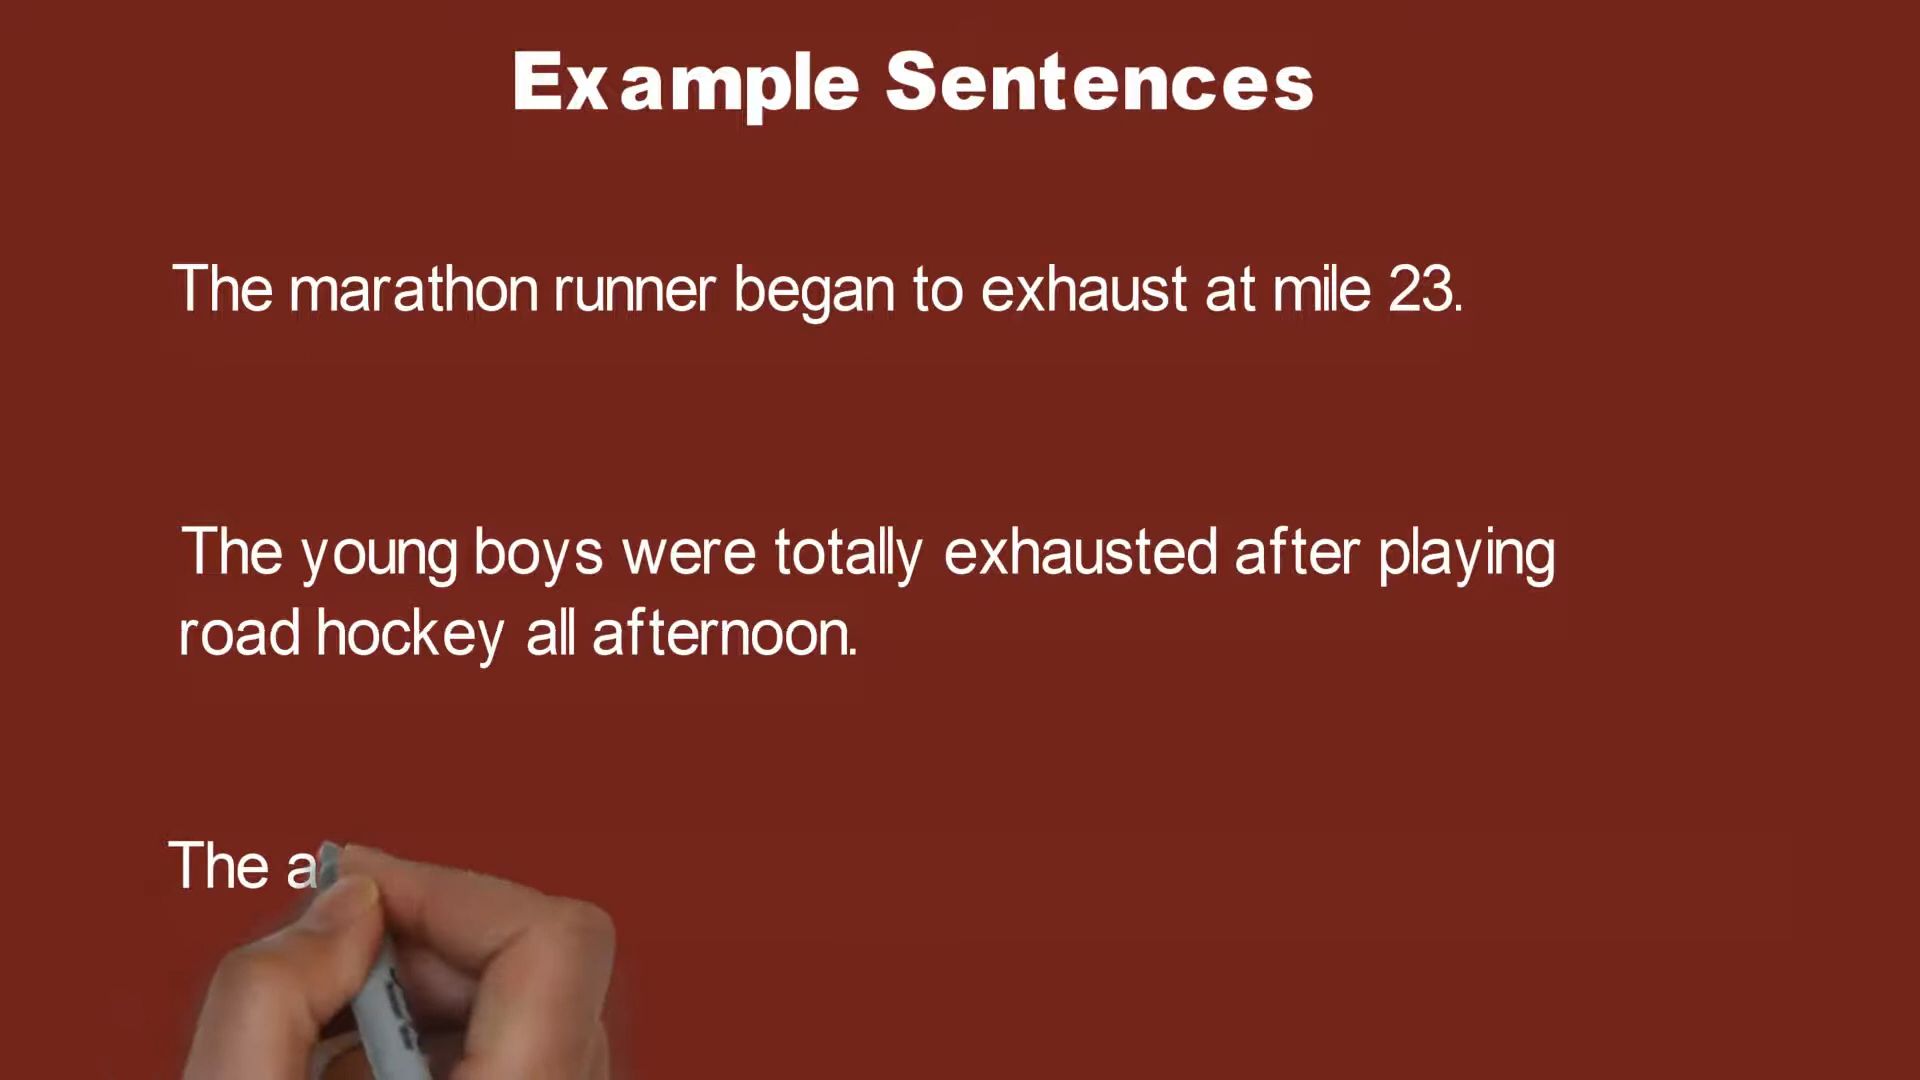 Example Sentences
The marathon runner began to exhaust at mile 23.
The young boys were totally exhausted after playing
road hockey all afternoon.
The a